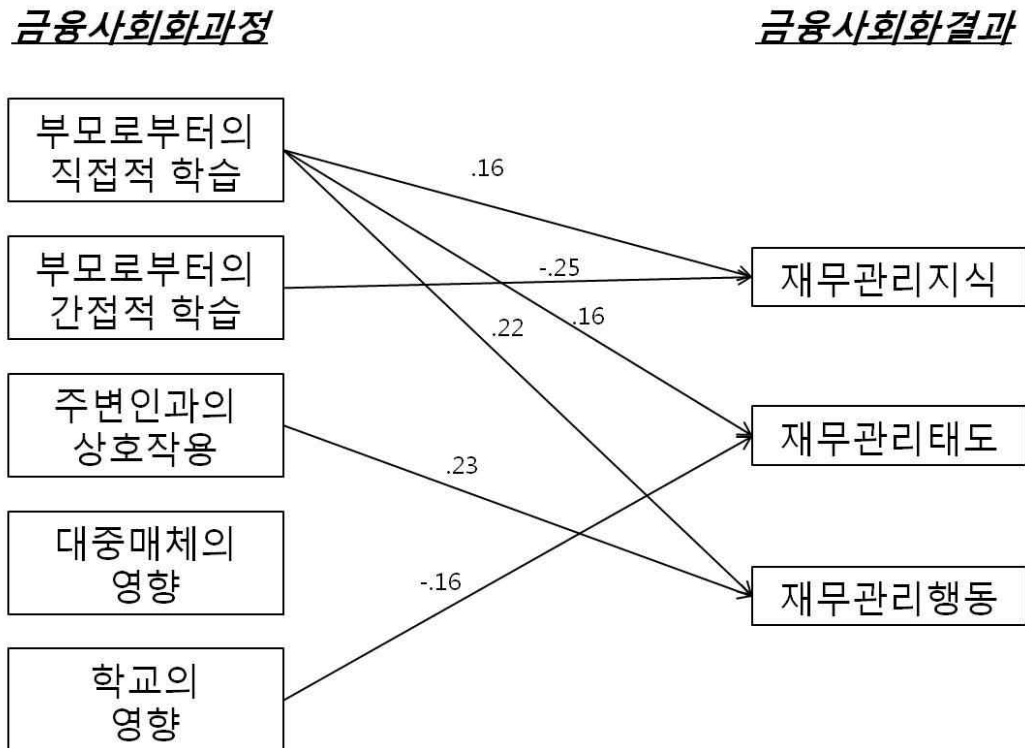 금융사회화과정
금융사회화결과
부모로부터의
직접적 학습
.16
부모로부터의
간접적 학습
-.25
재무관리지식
.22
.16
주변인과의
상호작용
.23
재무관리태도
대중매체의
영향
-.16
재무관리행동
학교의
영향